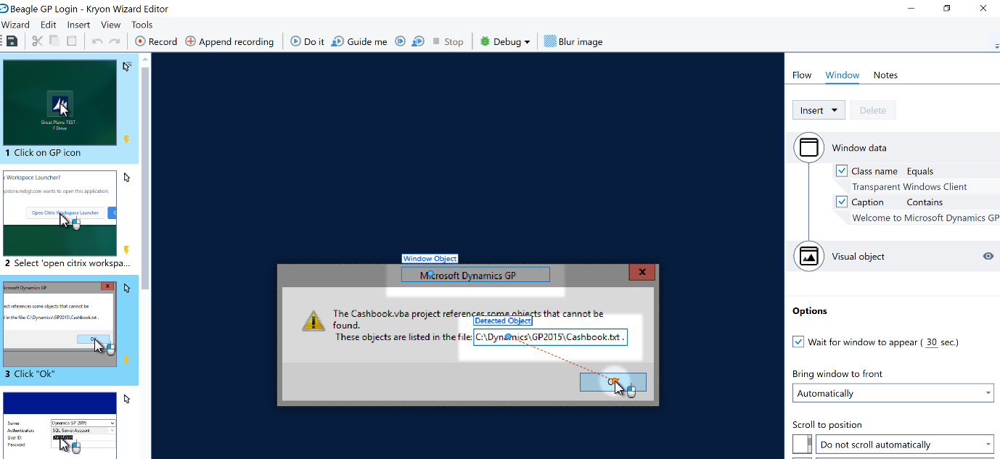 Beagle GP Login - Kryon Wizard Editor
Wizard Edit Insert View Tools
Record Append recording Do it Guide me Stop Debug Blur image
Great Plains TEST -
F Drive
1 Click on GP icon
Workspace Launcher?
pstore.mibgl.com wants to open this application.
Open Citrix Workspace Launcher
2 Select 'open citrix workspa...
icrosoft Dynamics GP
x
ect references some objects that cannot be
d in the file: C:\Dynamics\GP2015\Cashbook.txt .
3 Click "Ok"
Server: Dynamics GP 2015
Authentication: SQL Server Account
User ID:
Password:
Window Object
Microsoft Dynamics GP
x
The Cashbook.vba project references some objects that cannot be
found.
Detected Object
These objects are listed in the file: C:\Dynamics\GP2015\Cashbook.txt .
OK
Flow Window Notes
Insert Delete
Window data
Class name Equals
Transparent Windows Client
Caption Contains
Welcome to Microsoft Dynamics GP
Visual object
Options
Wait for window to appear ( 30 sec.)
Bring window to front
Automatically
Scroll to position
Do not scroll automatically